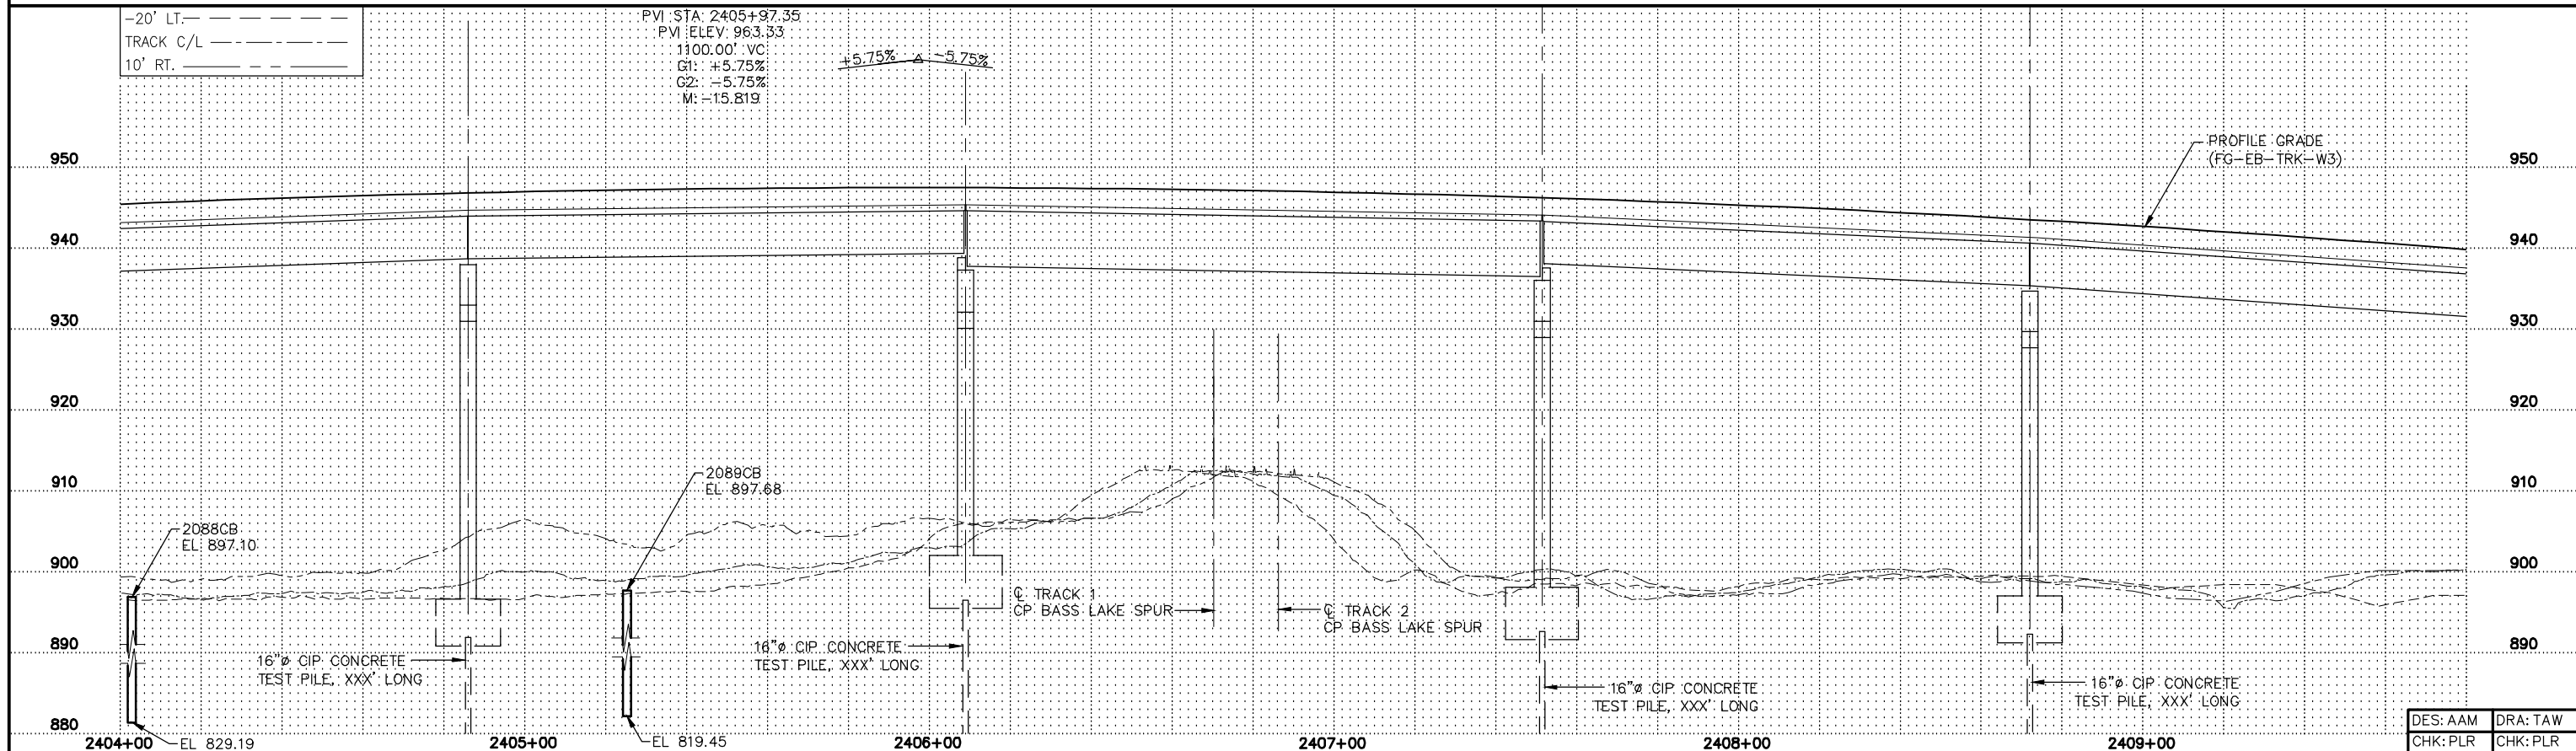 -20' LT.
TRACK C/L
10' RT.
PVI STA 2405+97.35
PVI ELEV 963.33
1100.00' VC
G1: +5.75%
G2: -5.75%
M: -15.819
+5.75% -5.75%
PROFILE GRADE
(FG-EB-TRK-W3)
950 950
940 940
930 930
920 920
910 910
900 900
890 890
880
2088CB
EL 897.10
2089CB
EL 897.68
℄ TRACK 1
CP BASS LAKE SPUR
℄ TRACK 2
CP BASS LAKE SPUR
16"ø CIP CONCRETE
TEST PILE, XXX' LONG
16"ø CIP CONCRETE
TEST PILE, XXX' LONG
16"ø CIP CONCRETE
TEST PILE, XXX' LONG
16"ø CIP CONCRETE
TEST PILE, XXX' LONG
EL 829.19
EL 819.45
2404+00 2405+00 2406+00 2407+00 2408+00 2409+00
DES: AAM DRA: TAW
CHK: PLR CHK: PLR